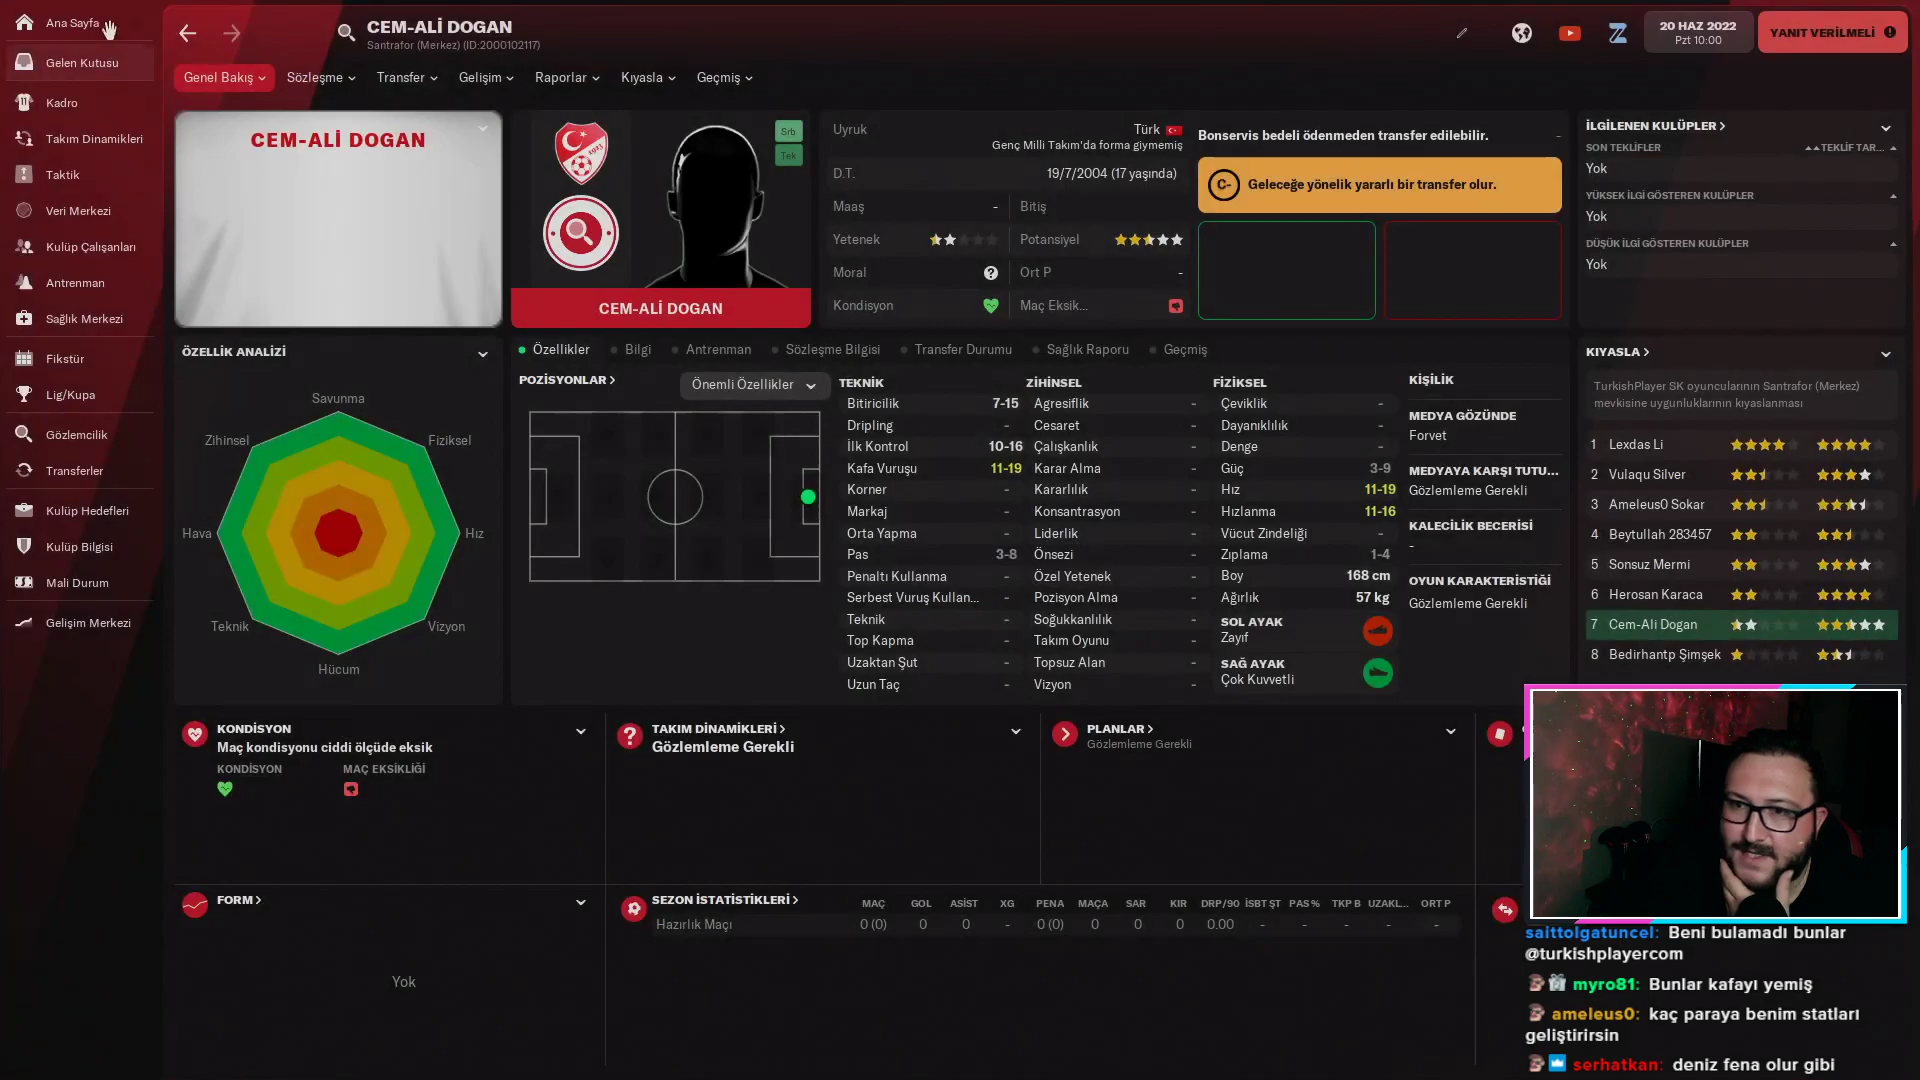 Ana Sayfa
Gelen Kutusu
Kadro
Takım Dinamikleri
Taktik
Veri Merkezi
Kulüp Çalışanları
Antrenman
Sağlık Merkezi
Fikstür
Lig/Kupa
Gözlemcilik
Transferler
Kulüp Hedefleri
Kulüp Bilgisi
Mali Durum
Gelişim Merkezi
CEM-ALİ DOGAN
Santrafor (Merkez) (ID:2000102117)
20 HAZ 2022
Pzt 10:00
YANIT VERİLMELİ
Genel Bakış Sözleşme Transfer Gelişim Raporlar Kıyasla Geçmiş
CEM-ALİ DOGAN
1923
Srb
Tek
CEM-ALİ DOGAN
Uyruk Türk
Genç Milli Takım'da forma giymemiş
D.T. 19/7/2004 (17 yaşında)
Maaş - Bitiş
Yetenek Potansiyel
Moral ? Ort P -
Kondisyon Maç Eksik...
Bonservis bedeli ödenmeden transfer edilebilir. -
C- Geleceğe yönelik yararlı bir transfer olur.
İLGİLENEN KULÜPLER >
SON TEKLİFLER TEKLİF TAR...
Yok
YÜKSEK İLGİ GÖSTEREN KULÜPLER
Yok
DÜŞÜK İLGİ GÖSTEREN KULÜPLER
Yok
ÖZELLİK ANALİZİ
Savunma
Zihinsel Fiziksel
Hava Hız
Teknik Vizyon
Hücum
Özellikler Bilgi Antrenman Sözleşme Bilgisi Transfer Durumu Sağlık Raporu Geçmiş
POZİSYONLAR > Önemli Özellikler
TEKNİK
Bitiricilik 7-15
Dripling -
İlk Kontrol 10-16
Kafa Vuruşu 11-19
Korner -
Markaj -
Orta Yapma -
Pas 3-8
Penaltı Kullanma -
Serbest Vuruş Kullan... -
Teknik -
Top Kapma -
Uzaktan Şut -
Uzun Taç -
ZİHİNSEL
Agresiflik -
Cesaret -
Çalışkanlık -
Karar Alma -
Kararlılık -
Konsantrasyon -
Liderlik -
Önsezi -
Özel Yetenek -
Pozisyon Alma -
Soğukkanlılık -
Takım Oyunu -
Topsuz Alan -
Vizyon -
FİZİKSEL
Çeviklik -
Dayanıklılık -
Denge -
Güç 3-9
Hız 11-19
Hızlanma 11-16
Vücut Zindeliği -
Zıplama 1-4
Boy 168 cm
Ağırlık 57 kg
SOL AYAK
Zayıf
SAĞ AYAK
Çok Kuvvetli
KİŞİLİK
MEDYA GÖZÜNDE
Forvet
MEDYAYA KARŞI TUTU...
Gözlemleme Gerekli
KALECİLİK BECERİSİ
-
OYUN KARAKTERİSTİĞİ
Gözlemleme Gerekli
KIYASLA >
TurkishPlayer SK oyuncularının Santrafor (Merkez)
mevkisine uygunluklarının kıyaslanması
1 Lexdas Li
2 Vulaqu Silver
3 Ameleus0 Sokar
4 Beytullah 283457
5 Sonsuz Mermi
6 Herosan Karaca
7 Cem-Ali Dogan
8 Bedirhantp Şimşek
KONDİSYON
Maç kondisyonu ciddi ölçüde eksik
KONDİSYON MAÇ EKSİKLİĞİ
TAKIM DİNAMİKLERİ >
Gözlemleme Gerekli
PLANLAR >
Gözlemleme Gerekli
FORM >
Yok
SEZON İSTATİSTİKLERİ > MAÇ GOL ASİST XG PENA MAÇA SAR KIR DRP/90 İSBT ŞT PAS % TKP B UZAKL... ORT P
Hazırlık Maçı 0 (0) 0 0 - 0 (0) 0 0 0 0.00 - - - - -
saittolgatuncel: Beni bulamadı bunlar
@turkishplayercom
myro81: Bunlar kafayı yemiş
ameleus0: kaç paraya benim statları
geliştirirsin
serhatkan: deniz fena olur gibi